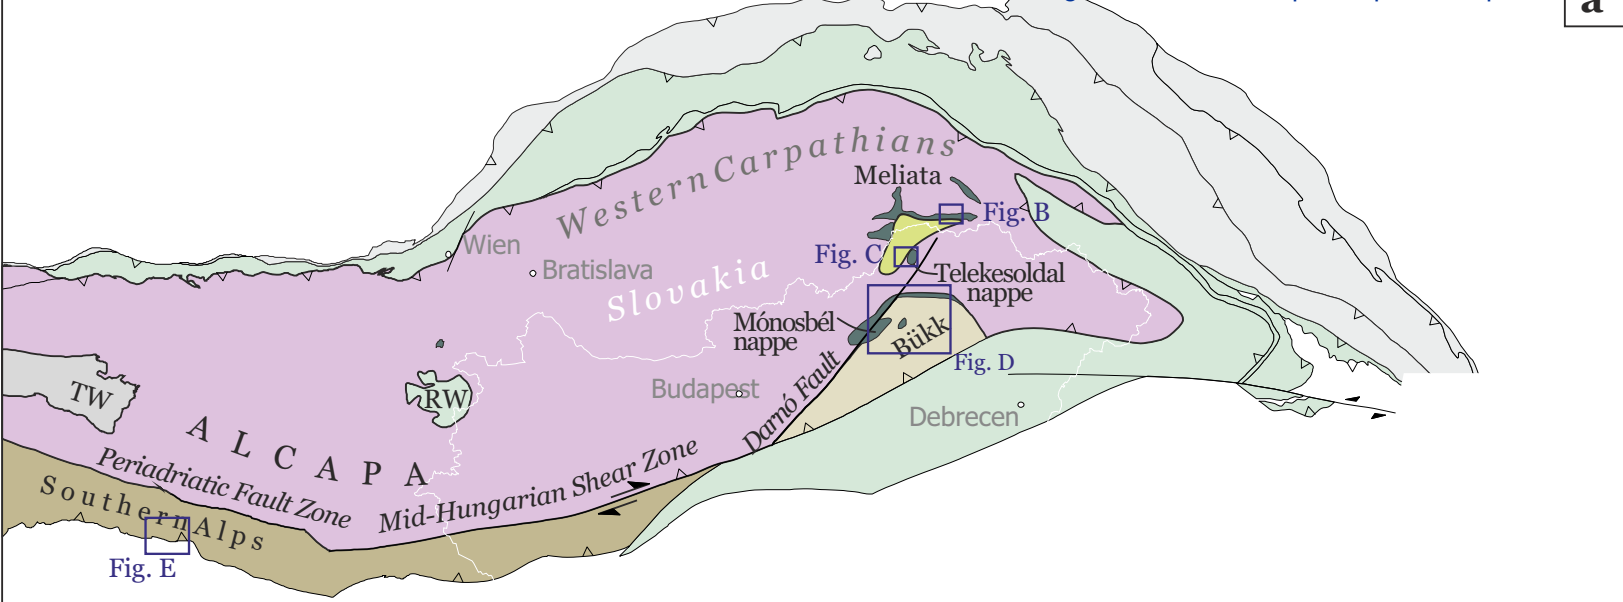 a
Western Carpathians
Meliata
Fig. B
Wien
Fig. C
Bratislava
Telekesoldal
nappe
Slovakia
Mónosbél
nappe
Bükk
Fig. D
TW
RW
Budapest
Darnó Fault
Debrecen
ALCAPA
Periadriatic Fault Zone
Mid-Hungarian Shear Zone
Southern Alps
Fig. E